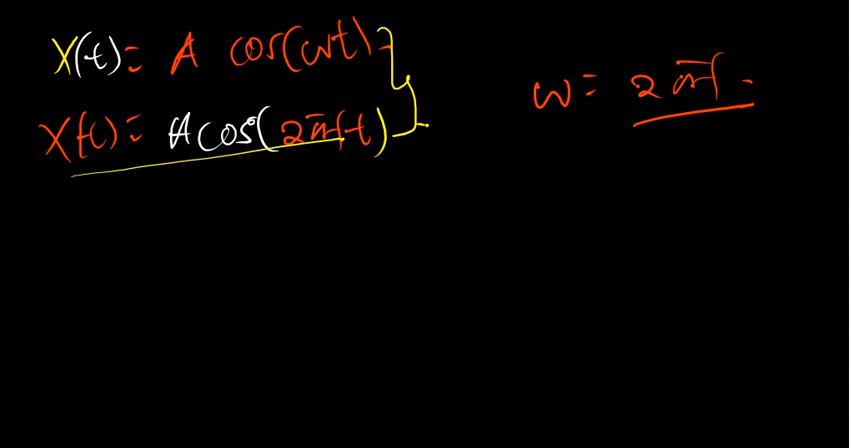 X(t) = A cos(ωt)
X(t) = A cos(2πft)
ω = 2πf.